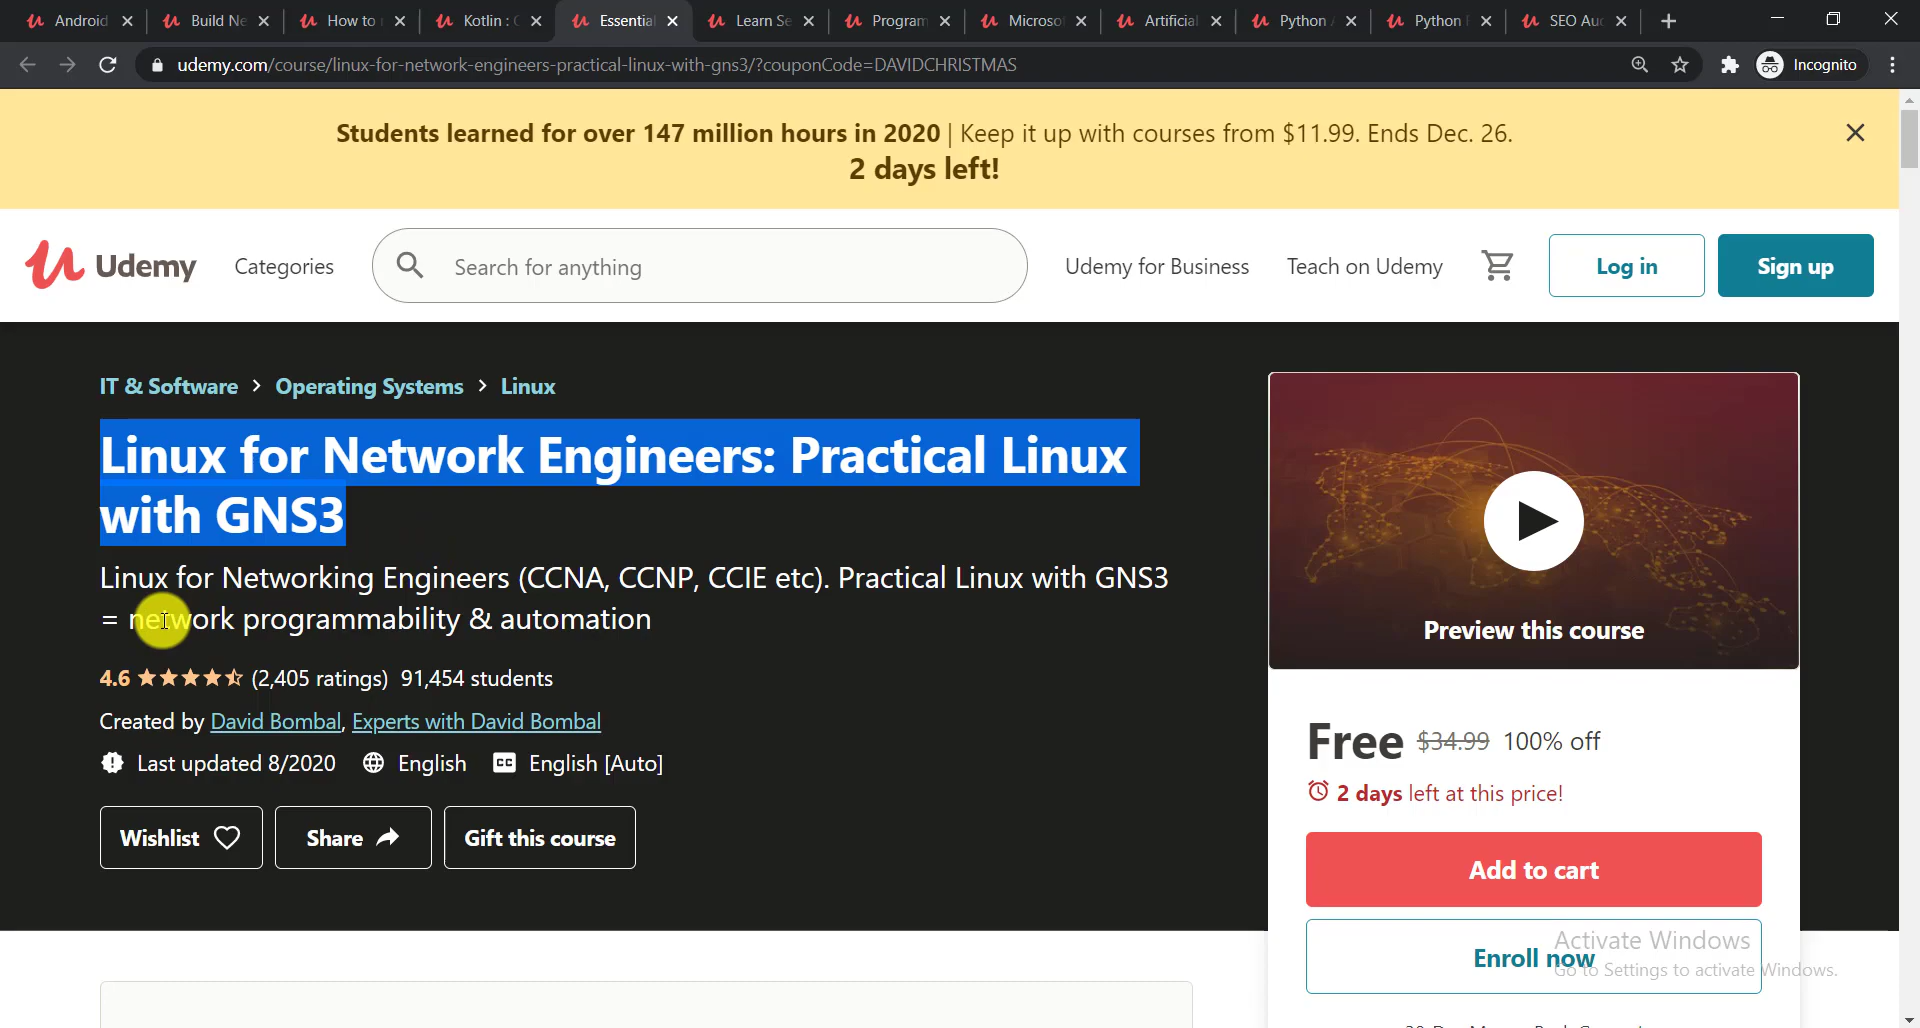 Android
Build Ne
How to
Kotlin : C
Essential
Learn Se
Program
Microsof
Artificial
Python
Python
SEO Au
udemy.com/course/linux-for-network-engineers-practical-linux-with-gns3/?couponCode=DAVIDCHRISTMAS
Incognito
Students learned for over 147 million hours in 2020 | Keep it up with courses from $11.99. Ends Dec. 26.
2 days left!
Udemy
Categories
Search for anything
Udemy for Business
Teach on Udemy
Log in
Sign up
IT & Software > Operating Systems > Linux
Linux for Network Engineers: Practical Linux
with GNS3
Linux for Networking Engineers (CCNA, CCNP, CCIE etc). Practical Linux with GNS3
= network programmability & automation
4.6 (2,405 ratings) 91,454 students
Created by David Bombal, Experts with David Bombal
Last updated 8/2020 English CC English [Auto]
Wishlist
Share
Gift this course
Preview this course
Free $34.99 100% off
2 days left at this price!
Add to cart
Enroll now
Activate Windows
Go to Settings to activate Windows.